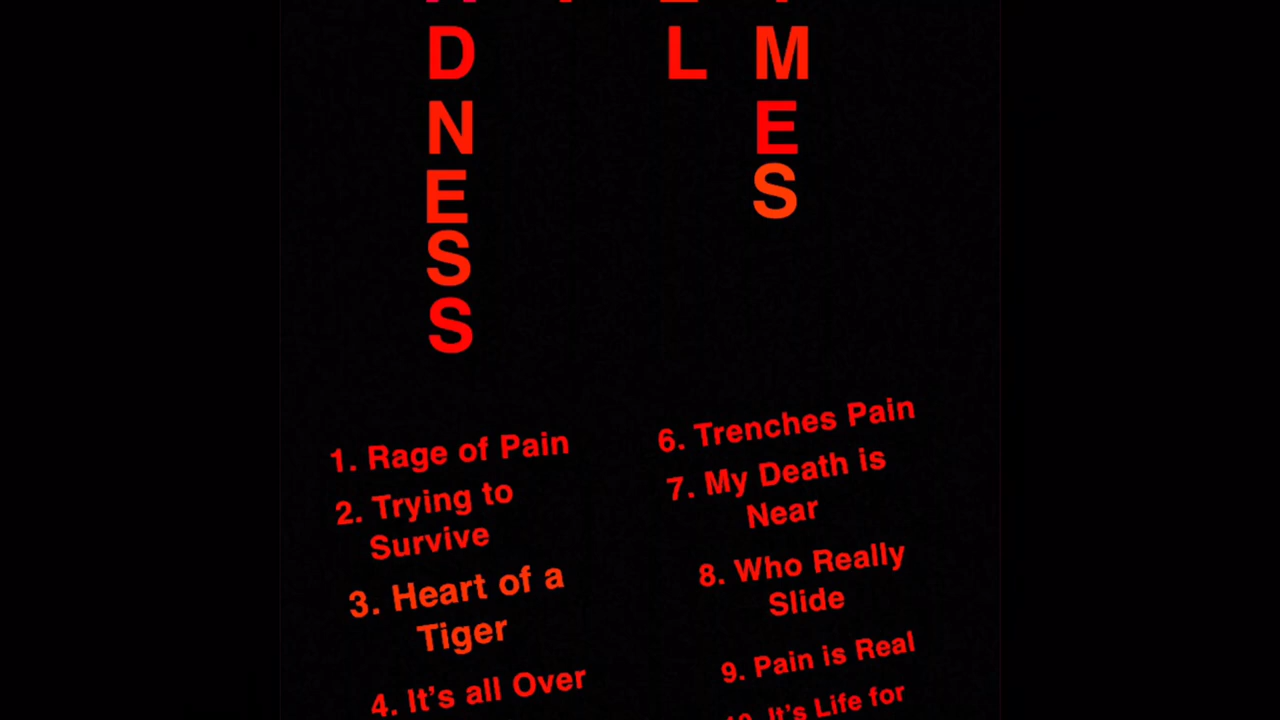 D
N
E
S
S
L
M
E
S
1. Rage of Pain
2. Trying to
Survive
3. Heart of a
Tiger
4. It's all Over
6. Trenches Pain
7. My Death is
Near
8. Who Really
Slide
9. Pain is Real
It's Life for